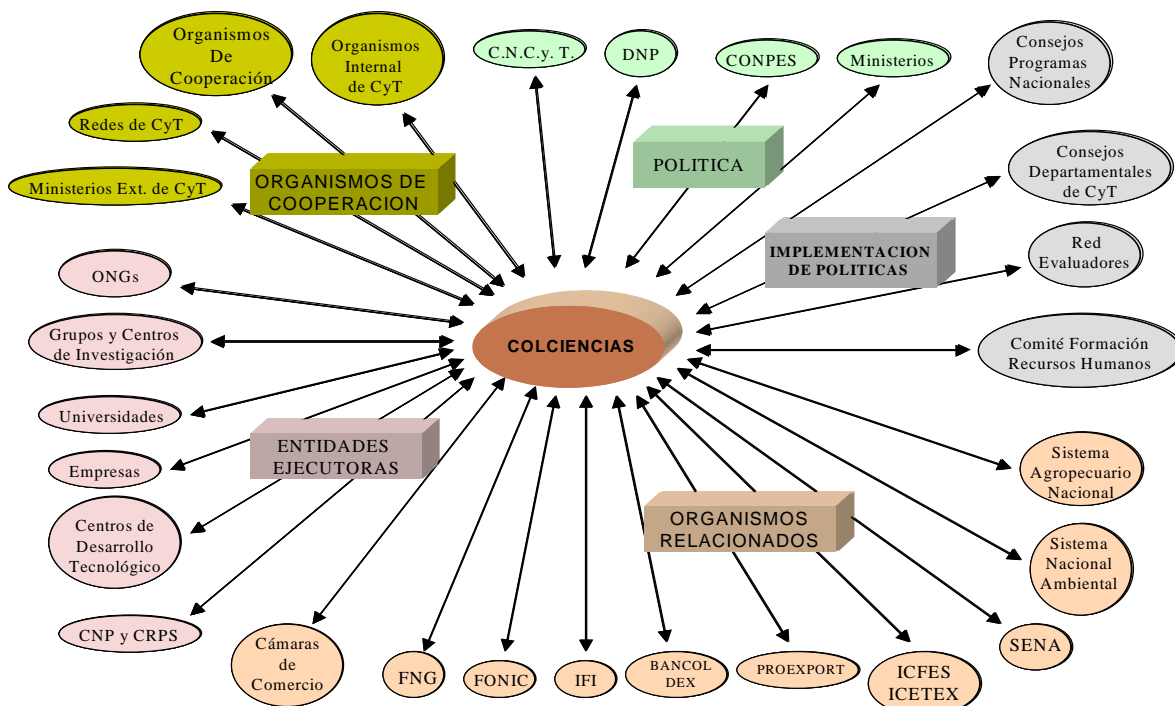 Organismos
De
Cooperación
Organismos
Internal
de CyT
C.N.C.y. T.
DNP
CONPES
Ministerios
Consejos
Programas
Nacionales
Redes de CyT
Ministerios Ext. de CyT
ORGANISMOS DE
COOPERACION
POLITICA
Consejos
Departamentales
de CyT
IMPLEMENTACION
DE POLITICAS
Red
Evaluadores
ONGs
Grupos y Centros
de Investigación
COLCIENCIAS
Comité Formación
Recursos Humanos
Universidades
Empresas
ENTIDADES
EJECUTORAS
Centros de
Desarrollo
Tecnológico
CNP y CRPS
ORGANISMOS
RELACIONADOS
Sistema
Agropecuario
Nacional
Sistema
Nacional
Ambiental
SENA
Cámaras
de
Comercio
FNG
FONIC
IFI
BANCOL
DEX
PROEXPORT
ICFES
ICETEX